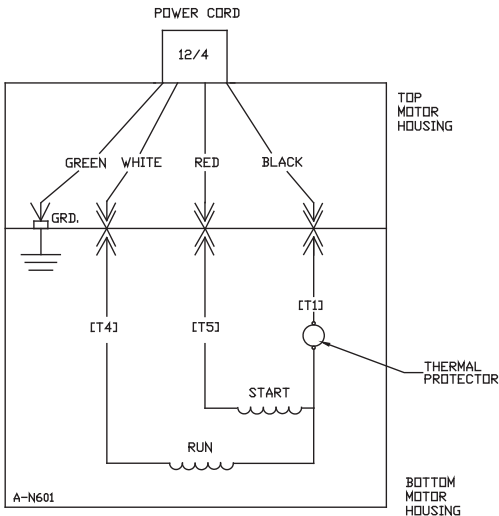 POWER CORD
12/4
TOP
MOTOR
HOUSING
GREEN WHITE RED BLACK
GRD.
[T1]
[T4] [T5]
THERMAL
PROTECTOR
START
RUN
A-N601
BOTTOM
MOTOR
HOUSING